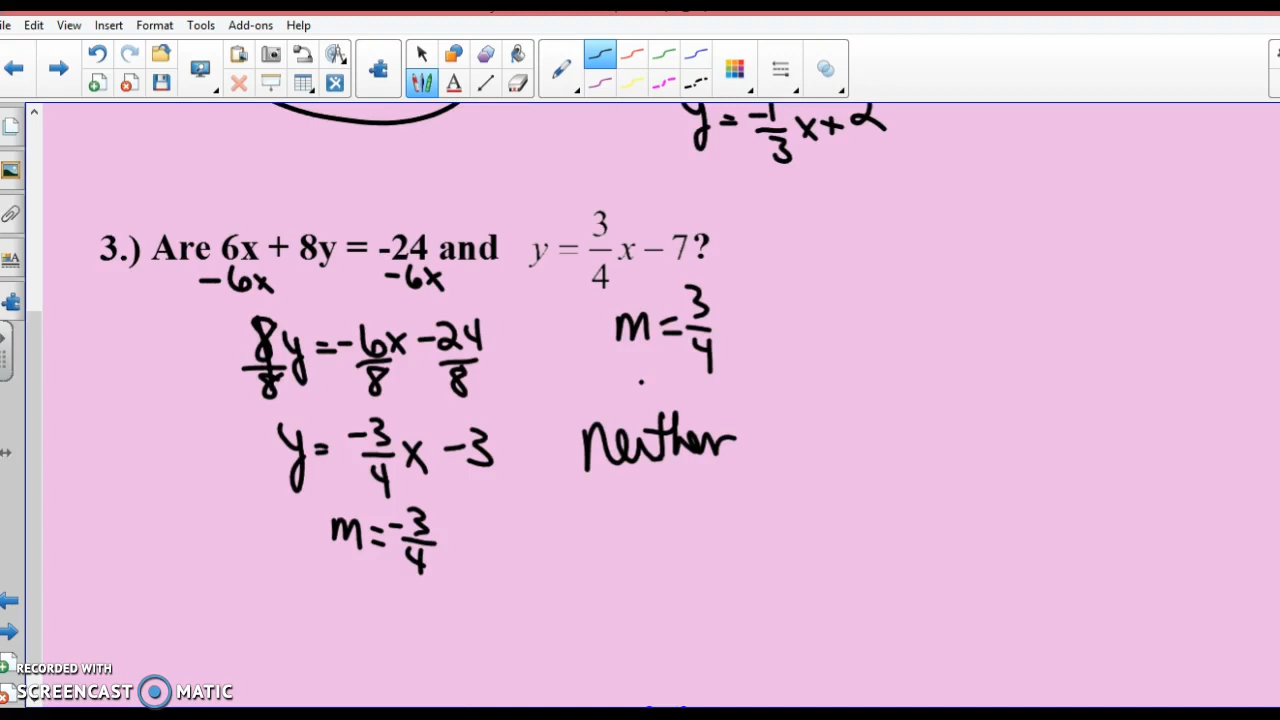 ile Edit View Insert Format Tools Add-ons Help
y = -1/3 x + 2
3.) Are 6x + 8y = -24 and y = 3/4 x − 7?
-6x -6x
8y/8 = -6x/8 -24/8
m = 3/4
y = -3/4 x - 3
neither
m = -3/4
RECORDED WITH
SCREENCAST MATIC